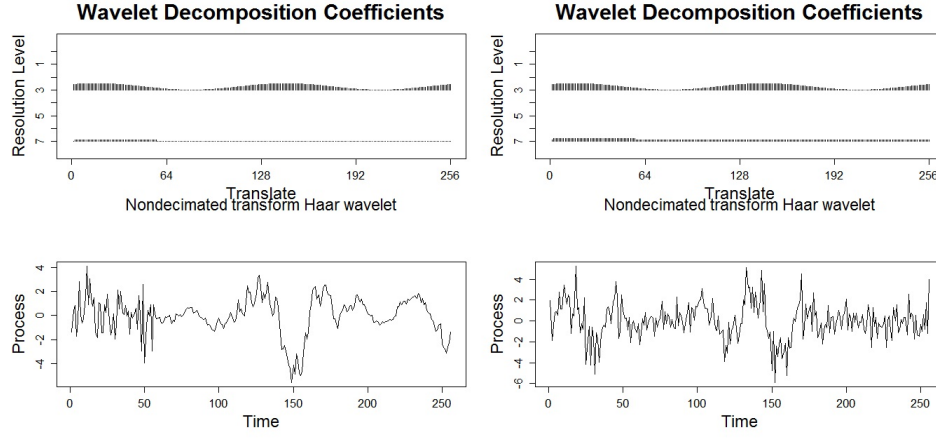 Wavelet Decomposition Coefficients
Resolution Level
1
3
5
7
0 64 128 192 256
Translate
Nondecimated transform Haar wavelet
Process
4
2
0
-2
-4
0 50 100 150 200 250
Time
Wavelet Decomposition Coefficients
Resolution Level
1
3
5
7
0 64 128 192 256
Translate
Nondecimated transform Haar wavelet
Process
4
2
0
-2
-4
-6
0 50 100 150 200 250
Time